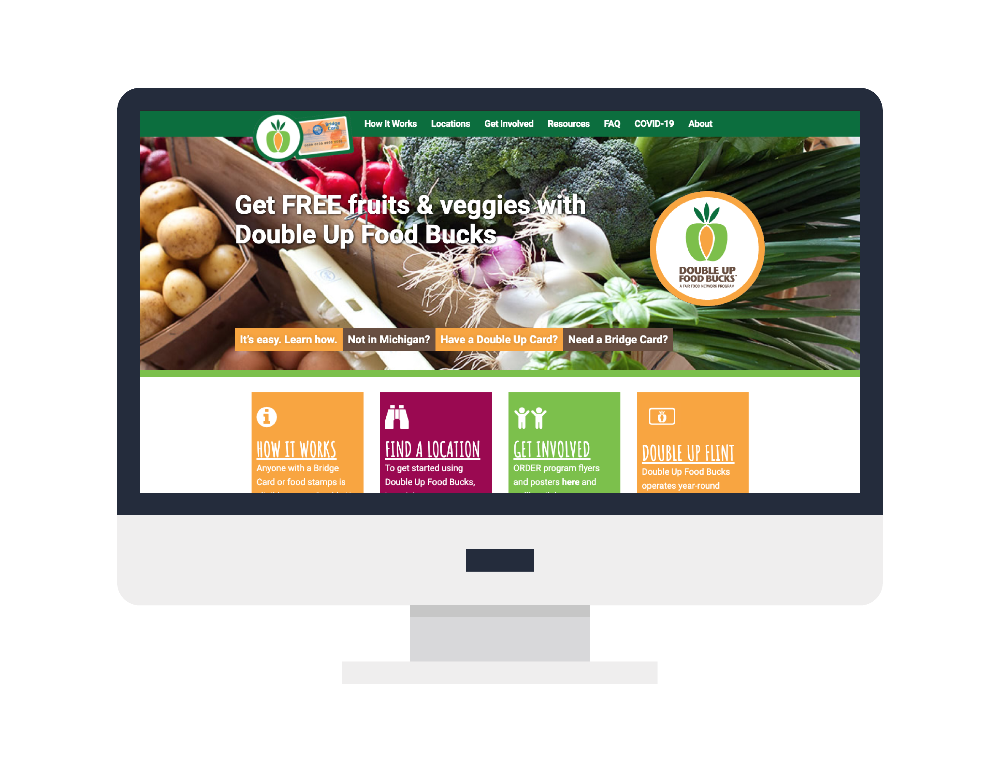 Bridge
Card
How It Works
Locations
Get Involved
Resources
FAQ
COVID-19
About
Get FREE fruits & veggies with
Double Up Food Bucks
DOUBLE UP
FOOD BUCKS™
A FAIR FOOD NETWORK PROGRAM
It's easy. Learn how.
Not in Michigan?
Have a Double Up Card?
Need a Bridge Card?
HOW IT WORKS
Anyone with a Bridge
Card or food stamps is
FIND A LOCATION
To get started using
Double Up Food Bucks,
GET INVOLVED
ORDER program flyers
and posters here and
DOUBLE UP FLINT
Double Up Food Bucks
operates year-round